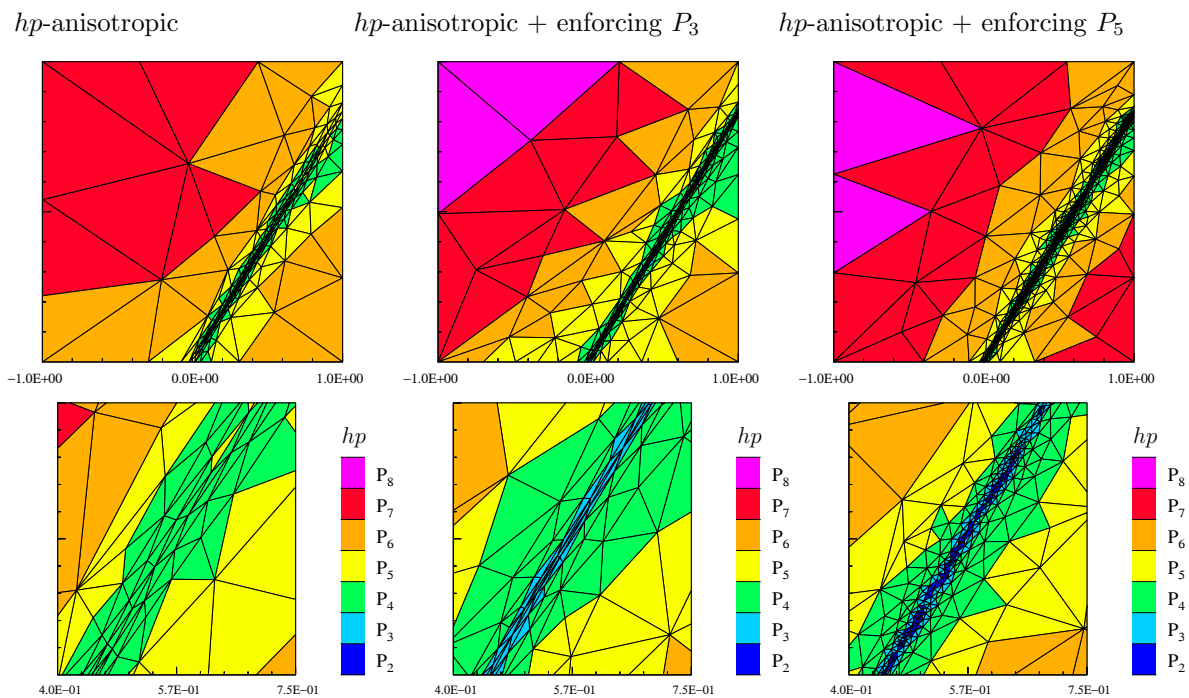 hp-anisotropic
hp-anisotropic + enforcing P3
hp-anisotropic + enforcing P5
−1.0E+00 0.0E+00 1.0E+00
−1.0E+00 0.0E+00 1.0E+00
−1.0E+00 0.0E+00 1.0E+00
hp
P8
P7
P6
P5
P4
P3
P2
4.0E−01 5.7E−01 7.5E−01
hp
P8
P7
P6
P5
P4
P3
P2
4.0E−01 5.7E−01 7.5E−01
hp
P8
P7
P6
P5
P4
P3
P2
4.0E−01 5.7E−01 7.5E−01